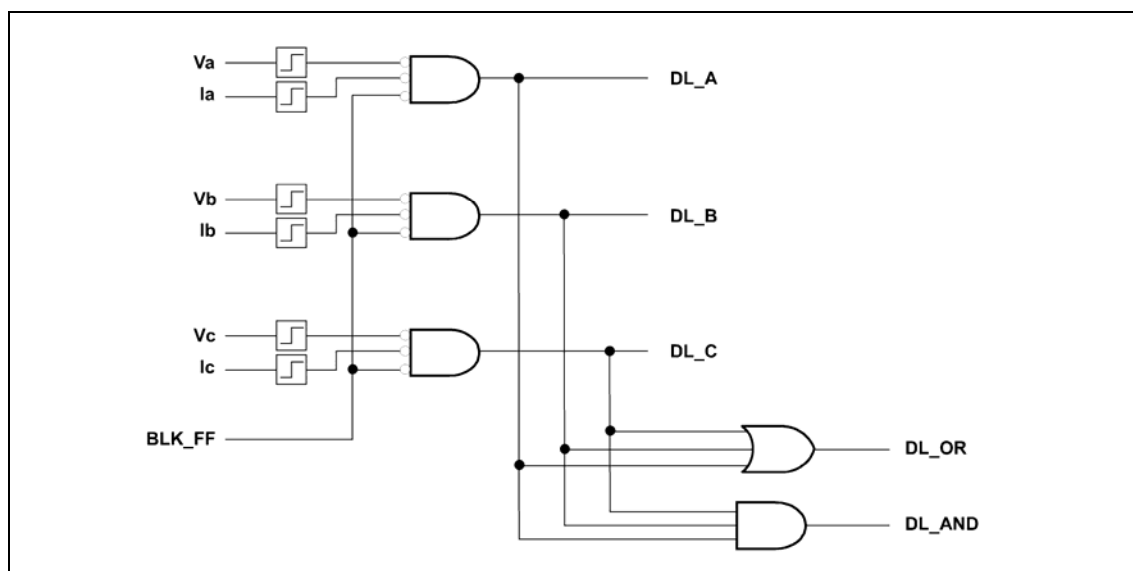 Va
Ia
DL_A
Vb
Ib
DL_B
Vc
Ic
DL_C
BLK_FF
DL_OR
DL_AND